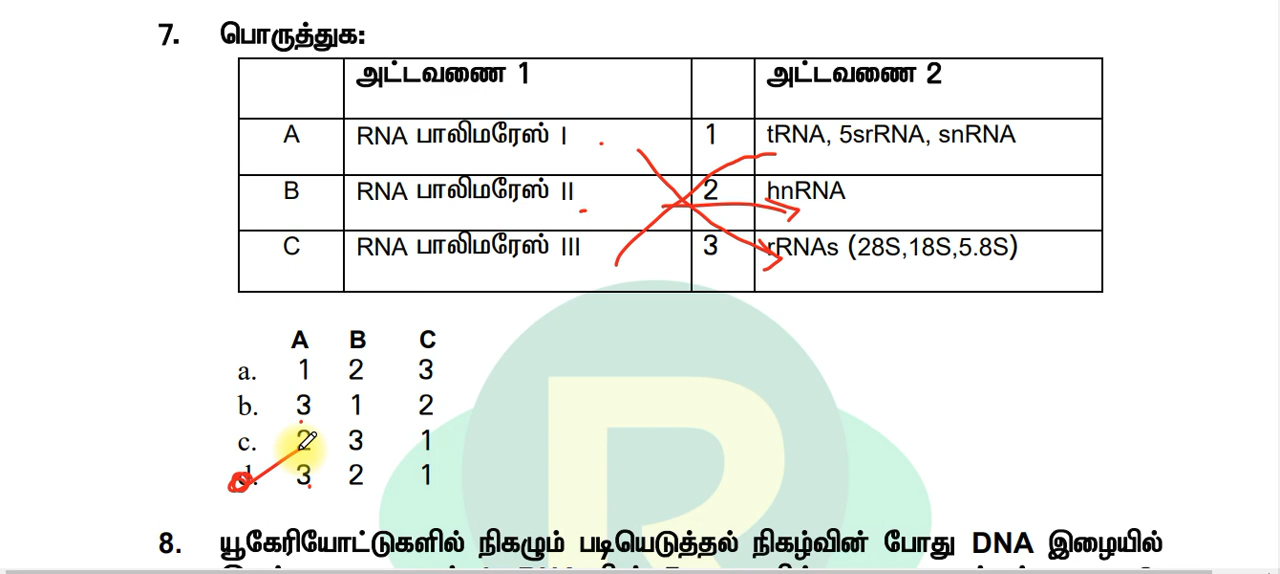 7. பொருத்துக:
அட்டவணை 1 அட்டவணை 2
A RNA பாலிமரேஸ் I 1 tRNA, 5srRNA, snRNA
B RNA பாலிமரேஸ் II 2 hnRNA
C RNA பாலிமரேஸ் III 3 rRNAs (28S,18S,5.8S)
A B C
a. 1 2 3
b. 3 1 2
c. 2 3 1
d. 3 2 1
8. யூகேரியோட்டுகளில் நிகழும் படியெடுத்தல் நிகழ்வின் போது DNA இழையில்